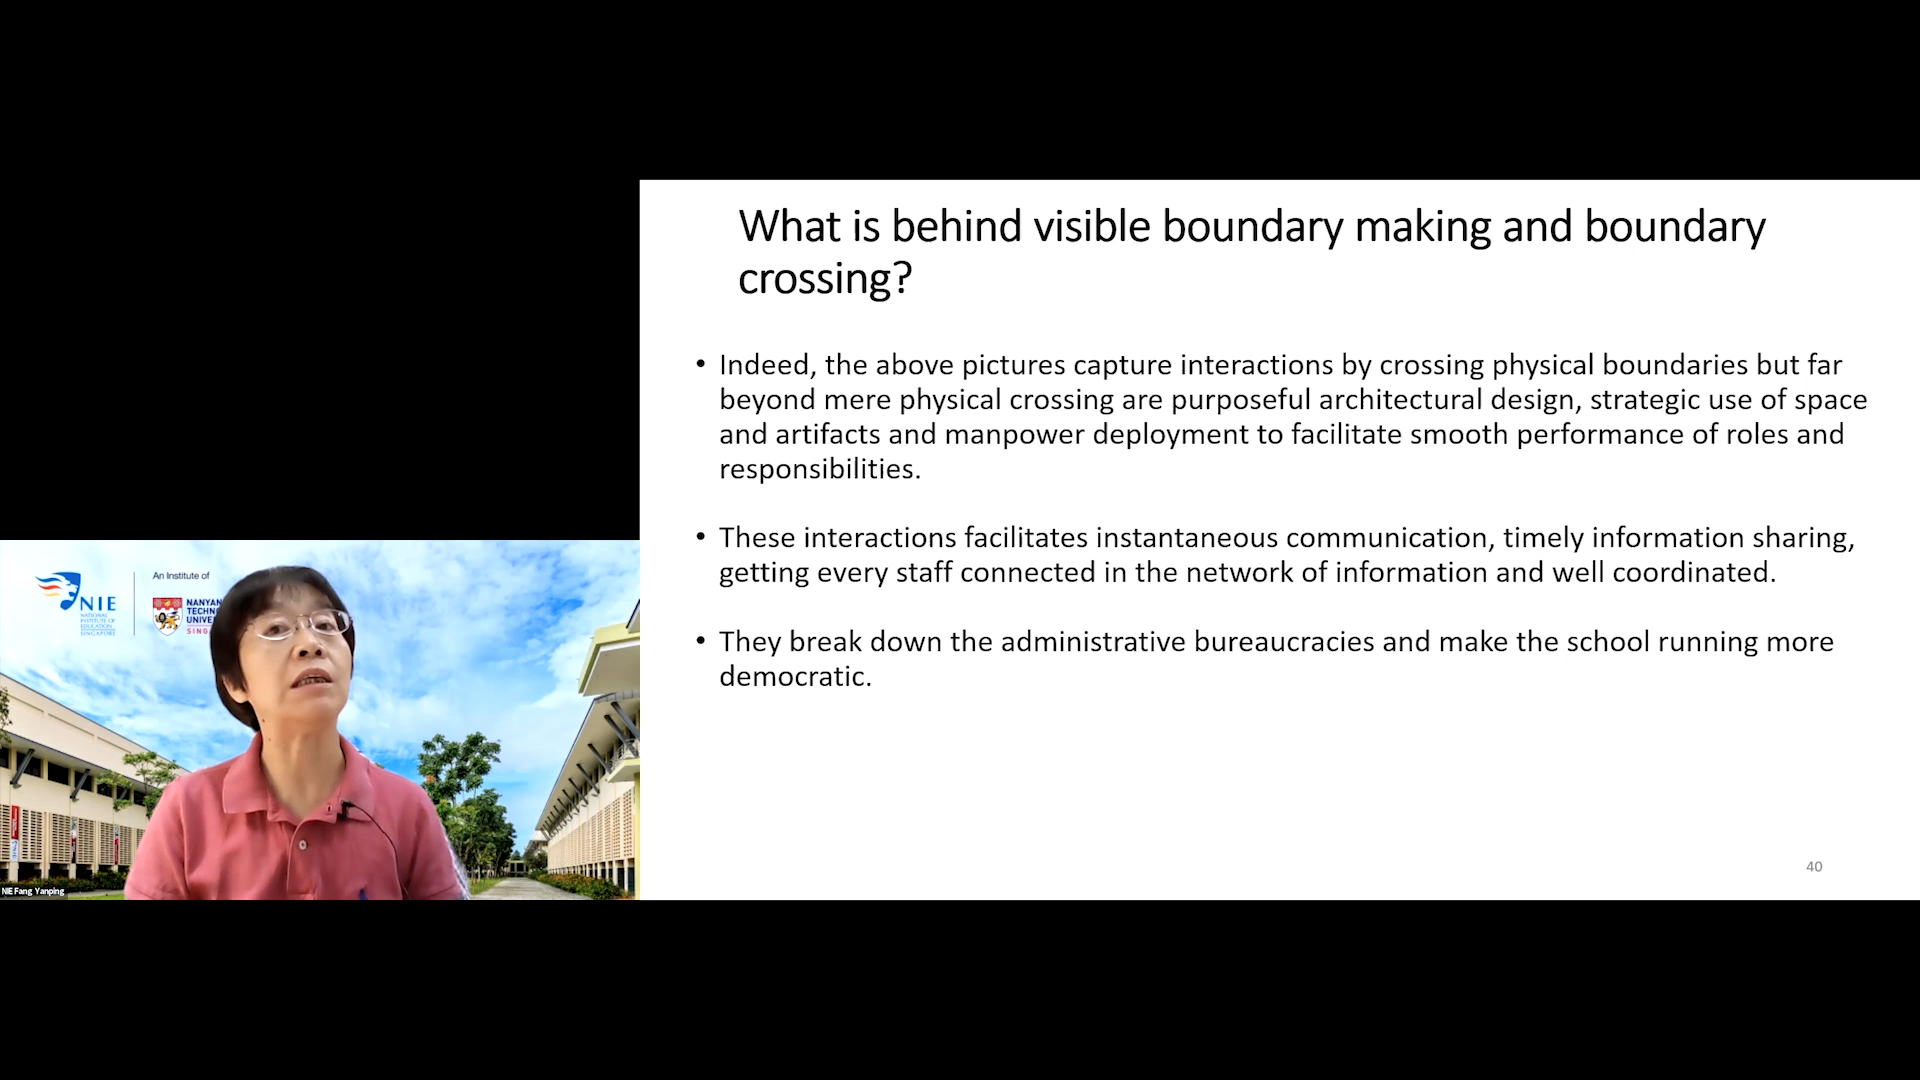 What is behind visible boundary making and boundary
crossing?
• Indeed, the above pictures capture interactions by crossing physical boundaries but far
beyond mere physical crossing are purposeful architectural design, strategic use of space
and artifacts and manpower deployment to facilitate smooth performance of roles and
responsibilities.
• These interactions facilitates instantaneous communication, timely information sharing,
getting every staff connected in the network of information and well coordinated.
• They break down the administrative bureaucracies and make the school running more
democratic.
40
An Institute of
NIE
NATIONAL
INSTITUTE OF
EDUCATION
SINGAPORE
NANYAN
TECHNO
UNIVE
SING
NIE Fang Yanping